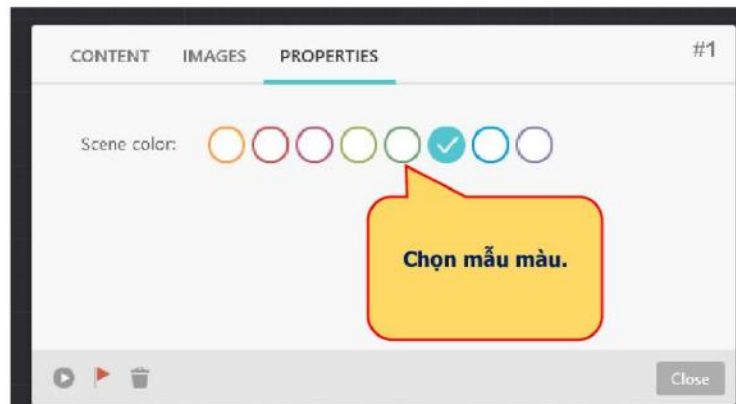 CONTENT IMAGES PROPERTIES #1
Scene color:
Chọn mẫu màu.
Close